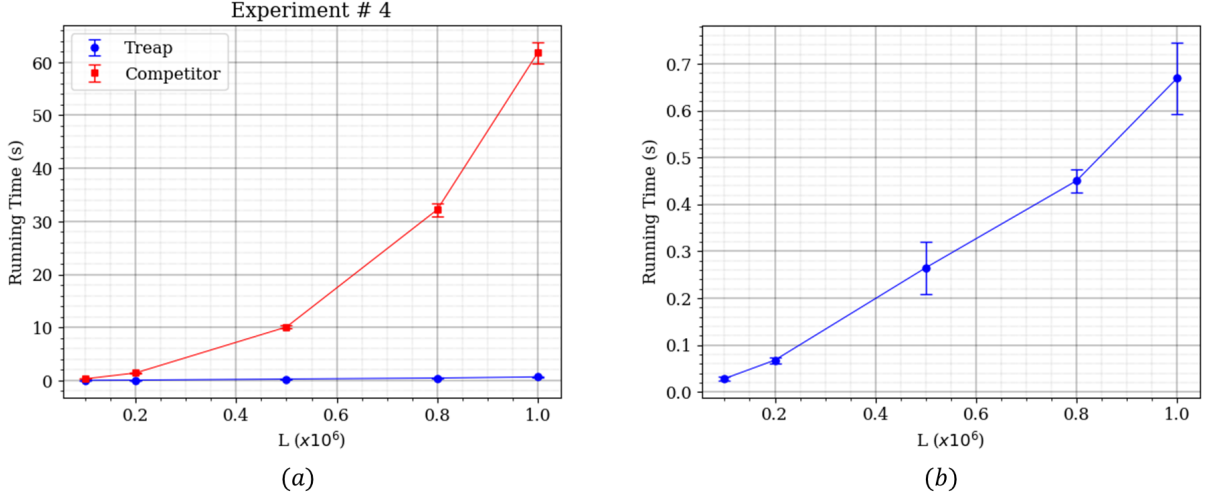 Experiment # 4
Treap
Competitor
Running Time (s)
60
50
40
30
20
10
0
0.2 0.4 0.6 0.8 1.0
L (x10⁶)
(a)
Running Time (s)
0.7
0.6
0.5
0.4
0.3
0.2
0.1
0.0
0.2 0.4 0.6 0.8 1.0
L (x10⁶)
(b)